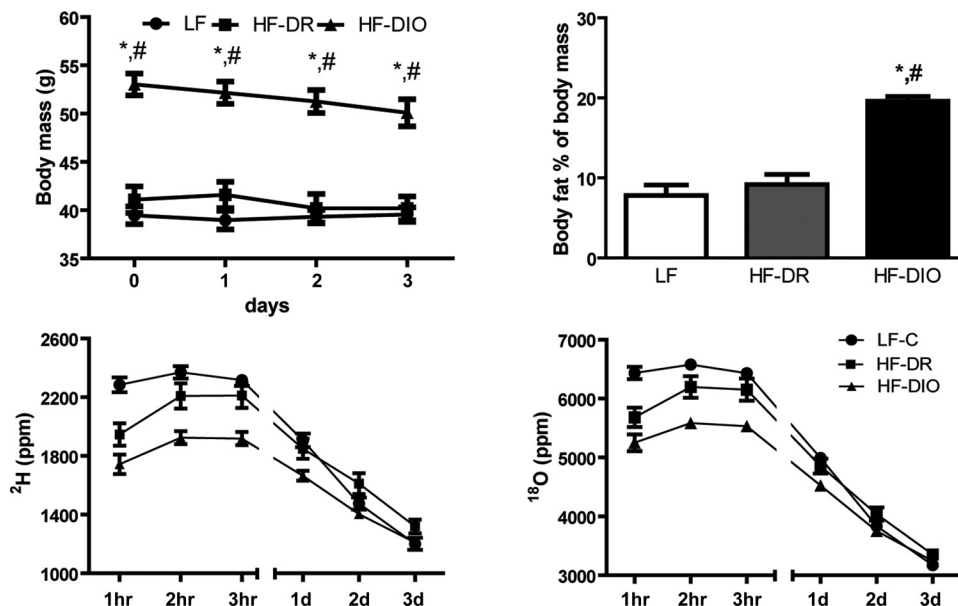 LF HF-DR HF-DIO
Body mass (g)
60
55
50
45
40
35
*,# *,# *,# *,#
0 1 2 3
days
Body fat % of body mass
30
20
10
0
*,#
LF HF-DR HF-DIO
²H (ppm)
2600
2200
1800
1400
1000
1hr 2hr 3hr 1d 2d 3d
¹⁸O (ppm)
7000
6000
5000
4000
3000
LF-C
HF-DR
HF-DIO
1hr 2hr 3hr 1d 2d 3d